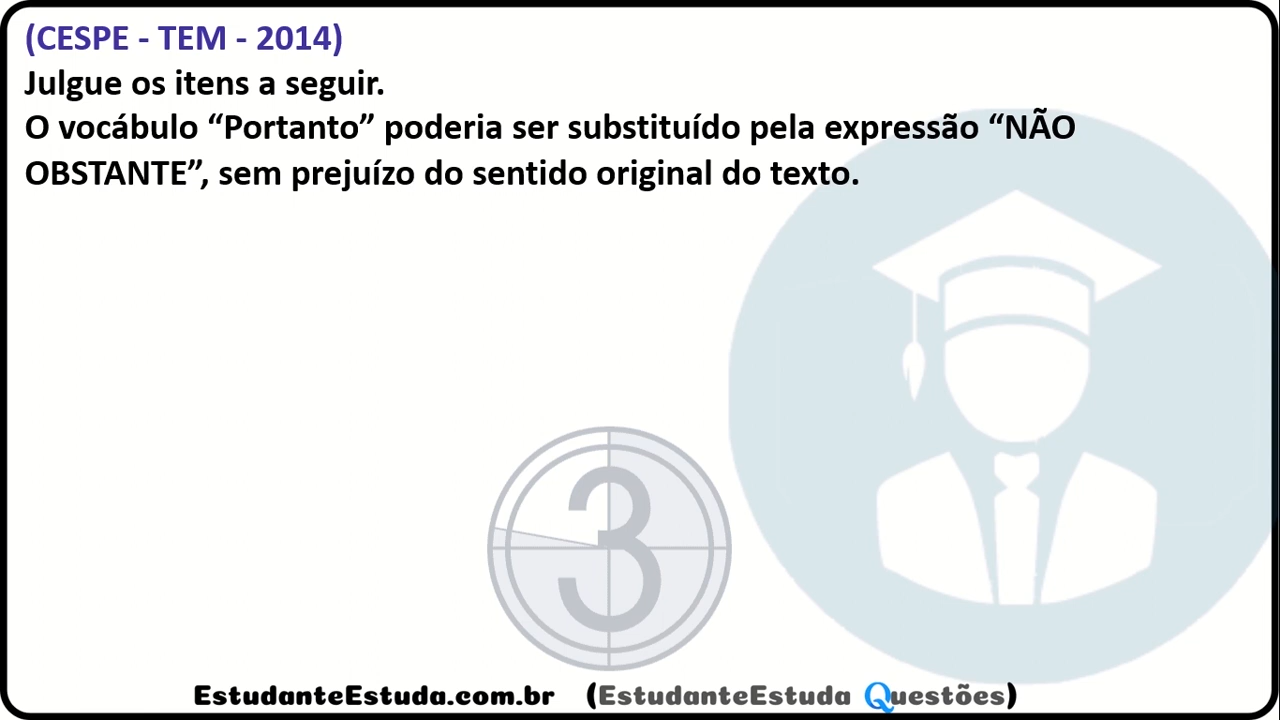 (CESPE - TEM - 2014)
Julgue os itens a seguir.
O vocábulo “Portanto” poderia ser substituído pela expressão “NÃO
OBSTANTE”, sem prejuízo do sentido original do texto.
3
EstudanteEstuda.com.br (EstudanteEstuda Questões)